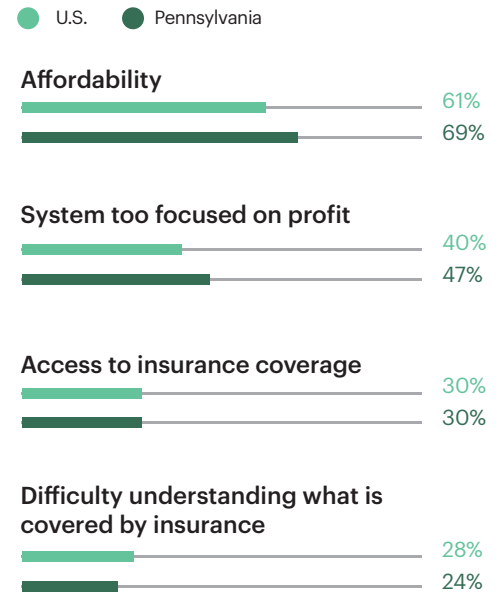 U.S. Pennsylvania
Affordability
61%
69%
System too focused on profit
40%
47%
Access to insurance coverage
30%
30%
Difficulty understanding what is
covered by insurance
28%
24%